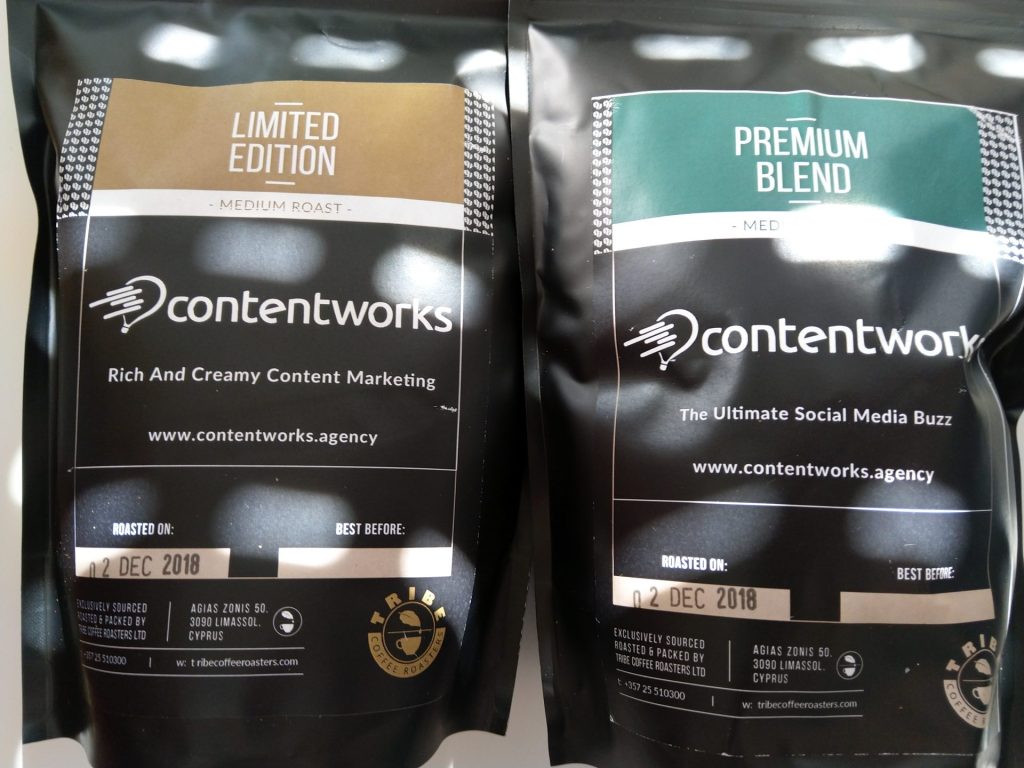 LIMITED
EDITION
- MEDIUM ROAST -
contentworks
Rich And Creamy Content Marketing
www.contentworks.agency
ROASTED ON:
BEST BEFORE:
02 DEC 2018
EXCLUSIVELY SOURCED
ROASTED & PACKED BY
TRIBE COFFEE ROASTERS LTD
AGIAS ZONIS 50,
3090 LIMASSOL,
CYPRUS
+357 25 510300
w: tribecoffeeroasters.com
TRIBE
COFFEE ROASTERS
PREMIUM
BLEND
- MED
contentworks
The Ultimate Social Media Buzz
www.contentworks.agency
ROASTED ON:
BEST BEFORE:
02 DEC 2018
EXCLUSIVELY SOURCED
ROASTED & PACKED BY
TRIBE COFFEE ROASTERS LTD
AGIAS ZONIS 50,
3090 LIMASSOL,
CYPRUS
t: +357 25 510300
w: tribecoffeeroasters.com
TRIB
COFFEE RO